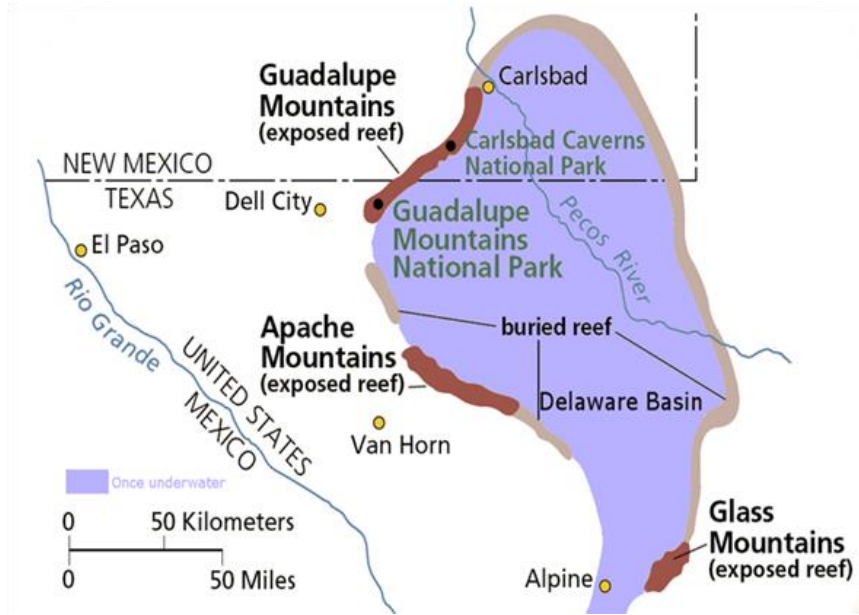 Guadalupe
Mountains
(exposed reef)
Carlsbad
Carlsbad Caverns
National Park
NEW MEXICO
TEXAS
Dell City
Guadalupe
Mountains
National Park
Pecos River
El Paso
Rio Grande
UNITED STATES
MEXICO
Apache
Mountains
(exposed reef)
buried reef
Delaware Basin
Van Horn
Once underwater
0 50 Kilometers
0 50 Miles
Glass
Mountains
(exposed reef)
Alpine